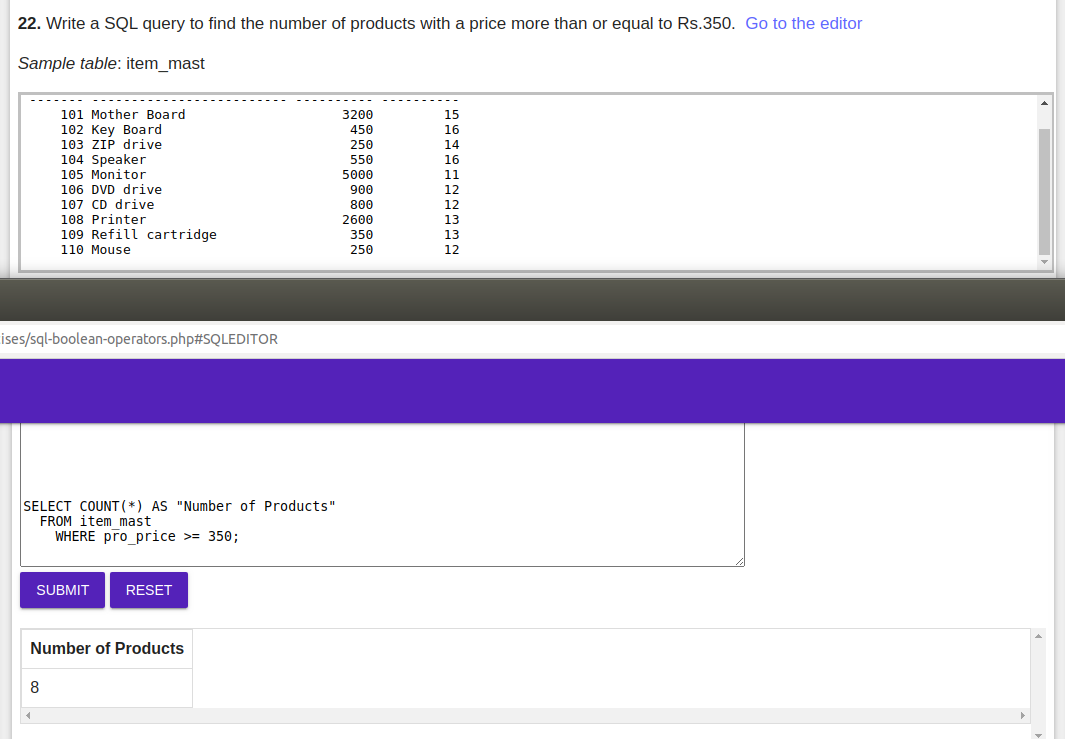 22. Write a SQL query to find the number of products with a price more than or equal to Rs.350. Go to the editor
Sample table: item_mast
------- ------------------------- ---------- ----------
101 Mother Board 3200 15
102 Key Board 450 16
103 ZIP drive 250 14
104 Speaker 550 16
105 Monitor 5000 11
106 DVD drive 900 12
107 CD drive 800 12
108 Printer 2600 13
109 Refill cartridge 350 13
110 Mouse 250 12
ises/sql-boolean-operators.php#SQLEDITOR
SELECT COUNT(*) AS "Number of Products"
FROM item_mast
WHERE pro_price >= 350;
SUBMIT RESET
Number of Products
8